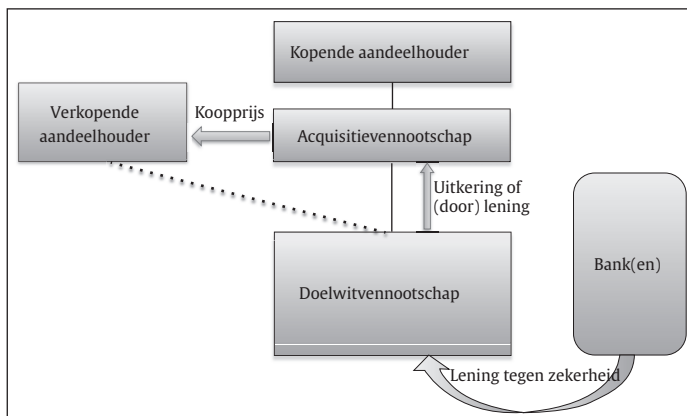 Kopende aandeelhouder
Verkopende
aandeelhouder
Koopprijs
Acquisitievennootschap
Uitkering of
(door) lening
Doelwitvennootschap
Bank(en)
Lening tegen zekerheid